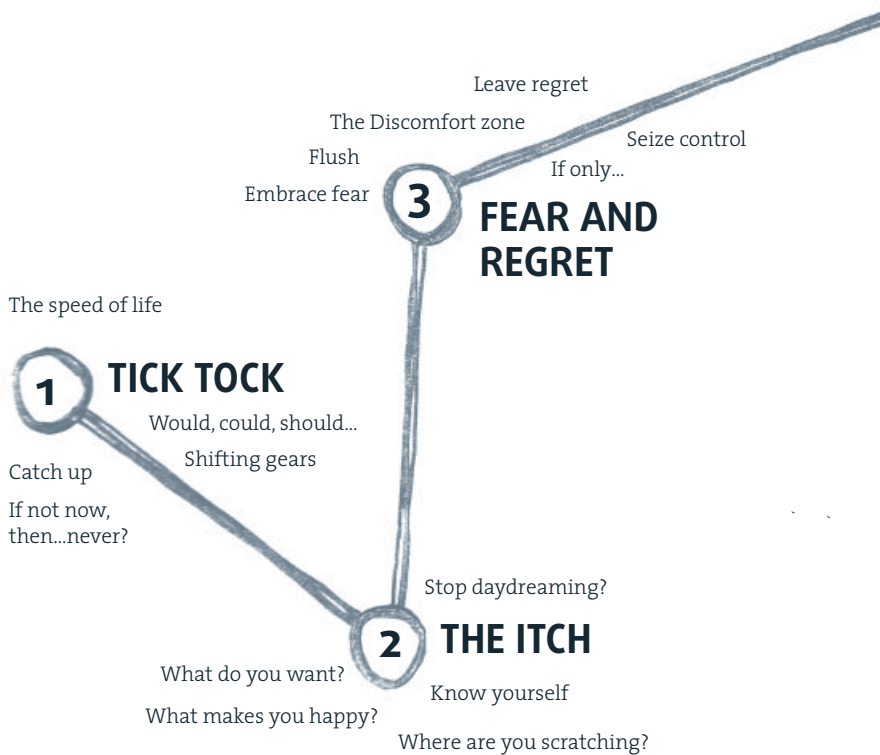 Leave regret
The Discomfort zone
Seize control
Flush
If only...
Embrace fear
3
FEAR AND
REGRET
The speed of life
1
TICK TOCK
Would, could, should...
Shifting gears
Catch up
If not now,
then...never?
Stop daydreaming?
2
THE ITCH
What do you want?
Know yourself
What makes you happy?
Where are you scratching?